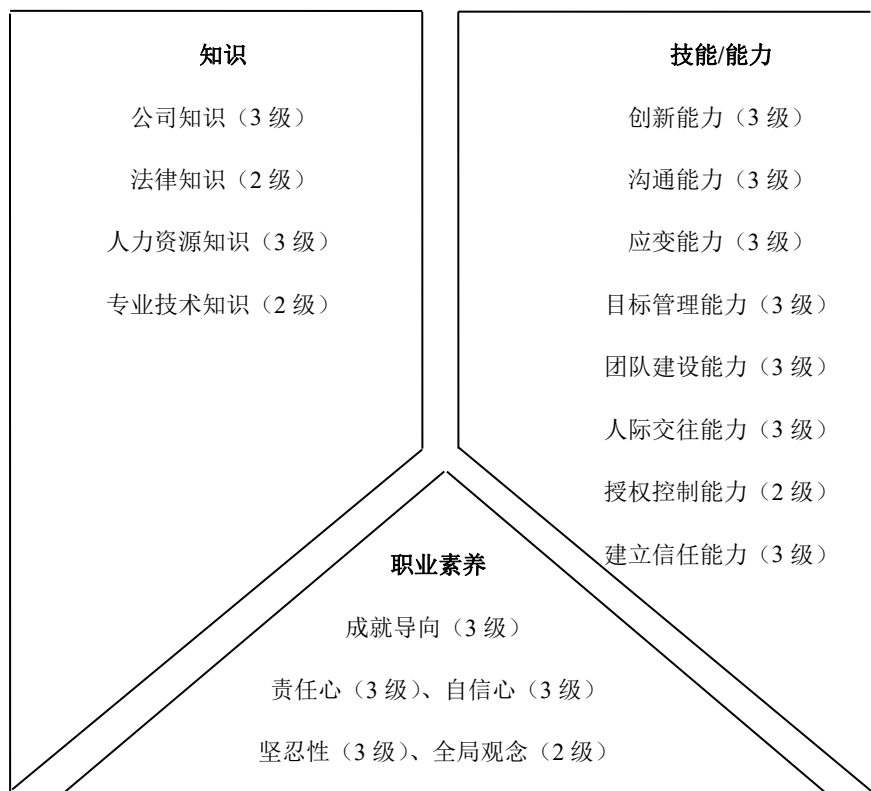 知识
公司知识（3 级）
法律知识（2 级）
人力资源知识（3 级）
专业技术知识（2 级）
技能/能力
创新能力（3 级）
沟通能力（3 级）
应变能力（3 级）
目标管理能力（3 级）
团队建设能力（3 级）
人际交往能力（3 级）
授权控制能力（2 级）
建立信任能力（3 级）
职业素养
成就导向（3 级）
责任心（3 级）、自信心（3 级）
坚忍性（3 级）、全局观念（2 级）